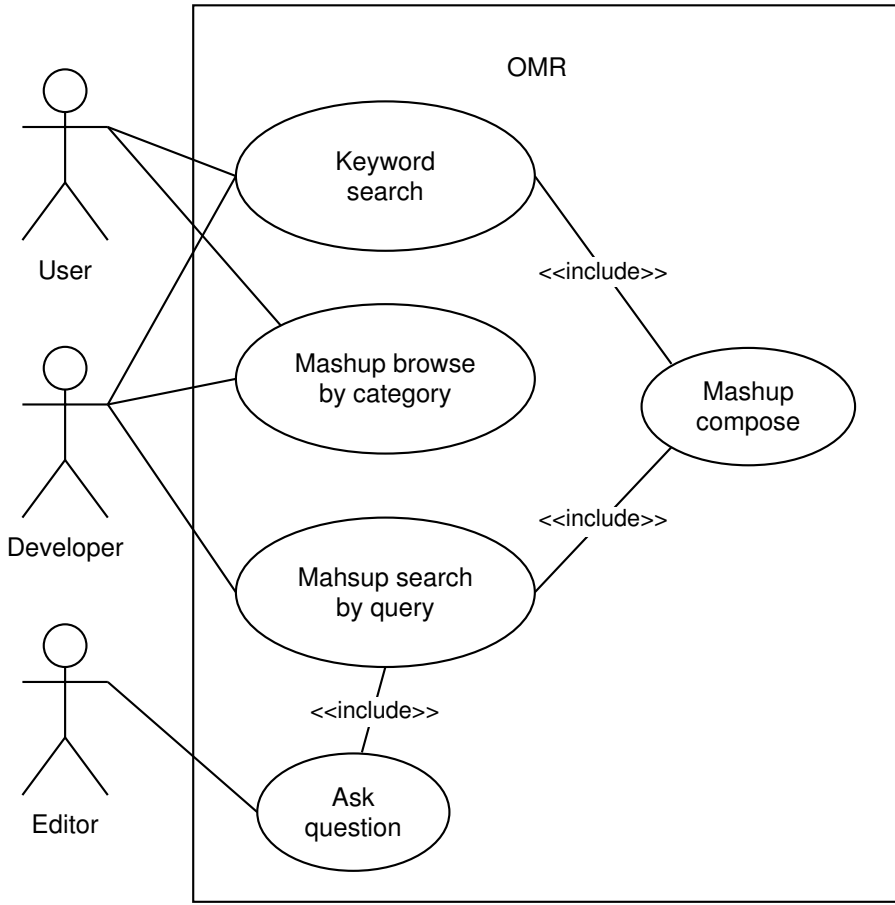 OMR
Keyword
search
User
<<include>>
Mashup browse
by category
Mashup
compose
Developer
<<include>>
Mahsup search
by query
<<include>>
Ask
question
Editor